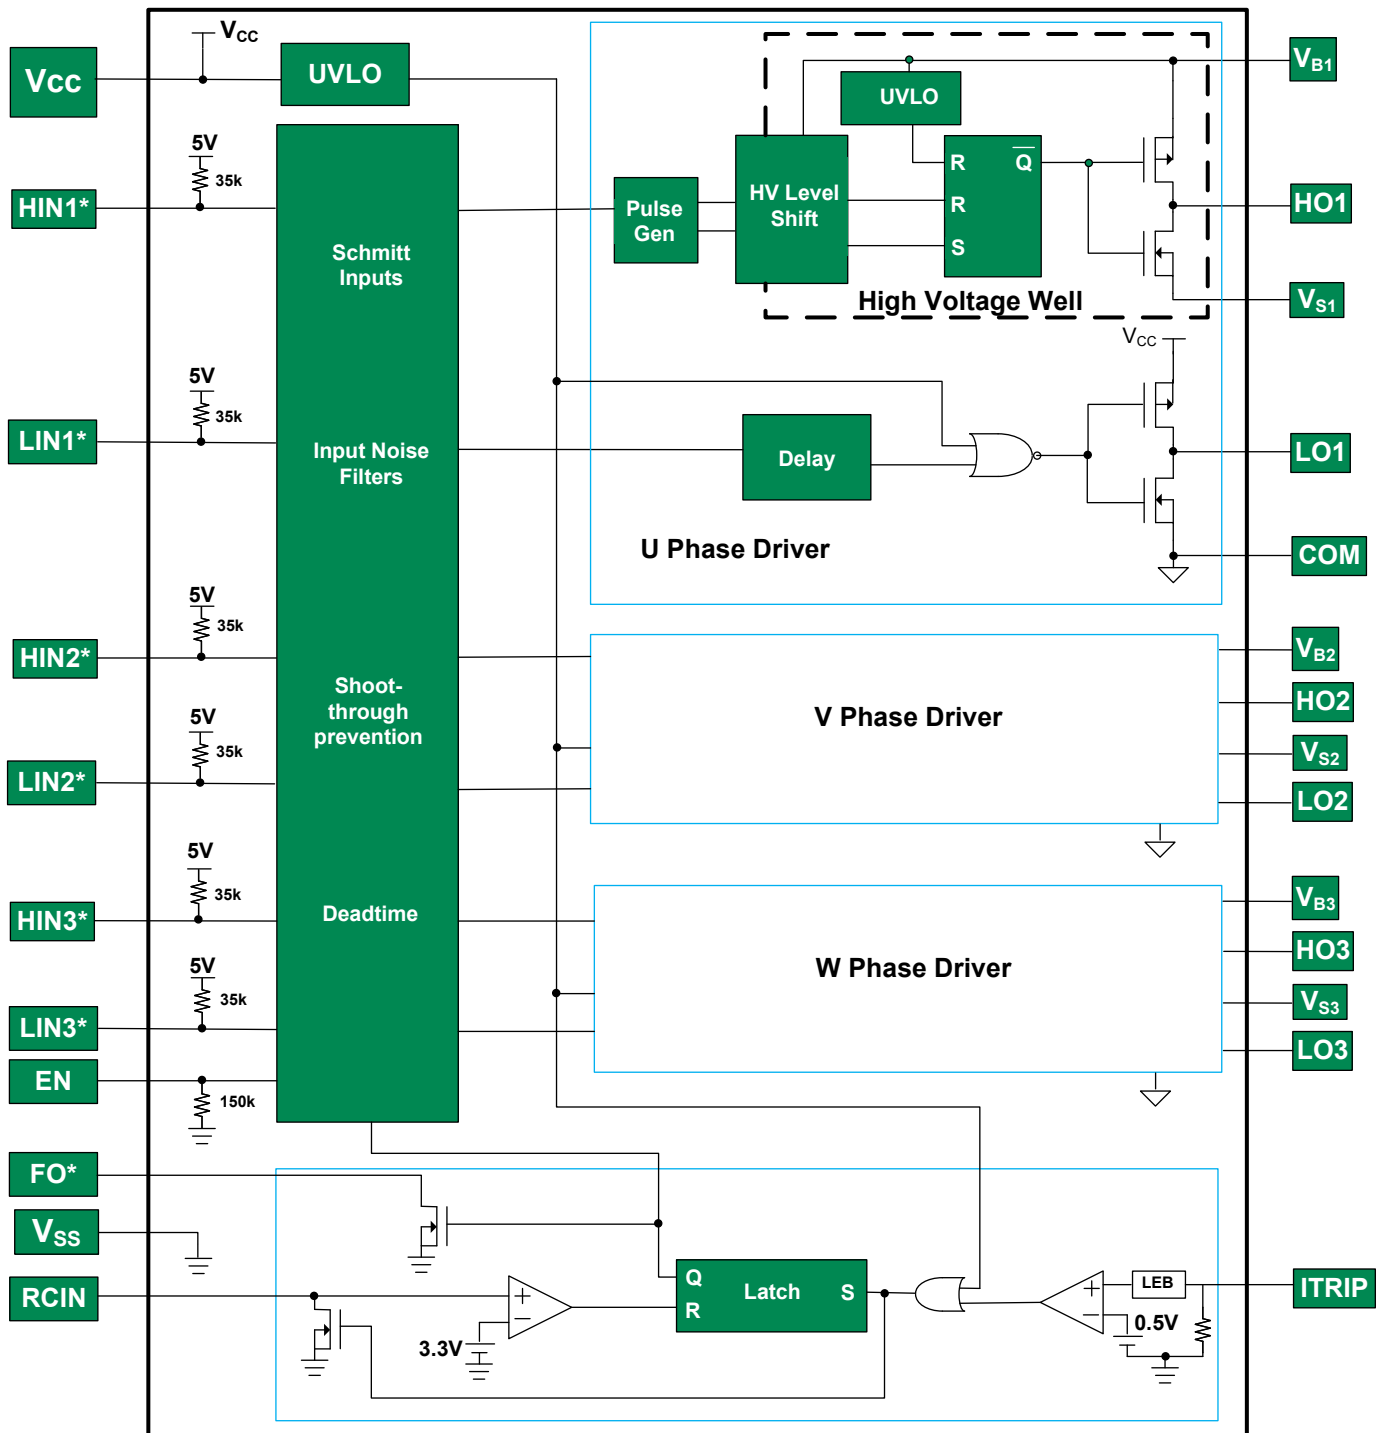 Vcc
VCC
UVLO
VB1
UVLO
5V
35k
HIN1*
Pulse
Gen
HV Level
Shift
R
Q
R
S
HO1
Schmitt
Inputs
High Voltage Well
VS1
VCC
5V
35k
LIN1*
Input Noise
Filters
Delay
LO1
U Phase Driver
COM
5V
35k
HIN2*
VB2
Shoot-
through
prevention
V Phase Driver
HO2
5V
35k
VS2
LIN2*
LO2
5V
35k
HIN3*
Deadtime
VB3
HO3
W Phase Driver
5V
35k
VS3
LIN3*
LO3
EN
150k
FO*
VSS
RCIN
+
−
3.3V
Q
R
Latch
S
+
−
LEB
0.5V
ITRIP